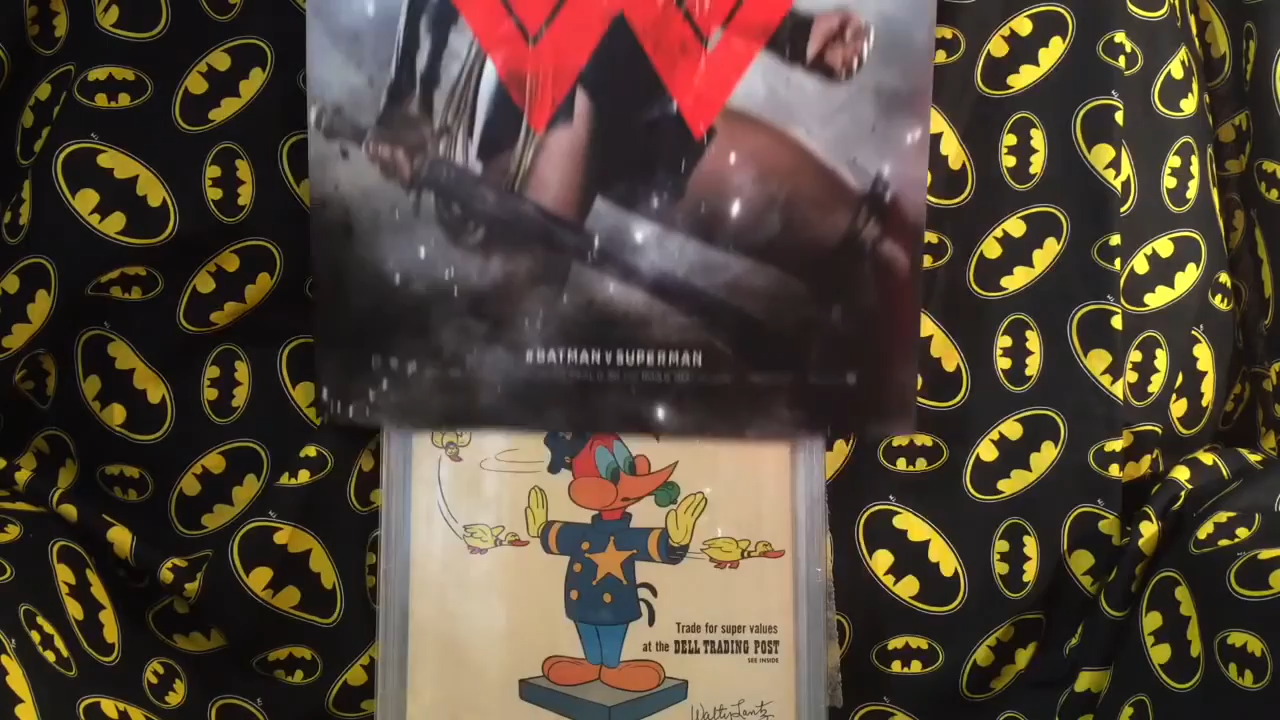 #BATMANvSUPERMAN
Trade for super values
at the DELL TRADING POST
SEE INSIDE
Walter Lantz